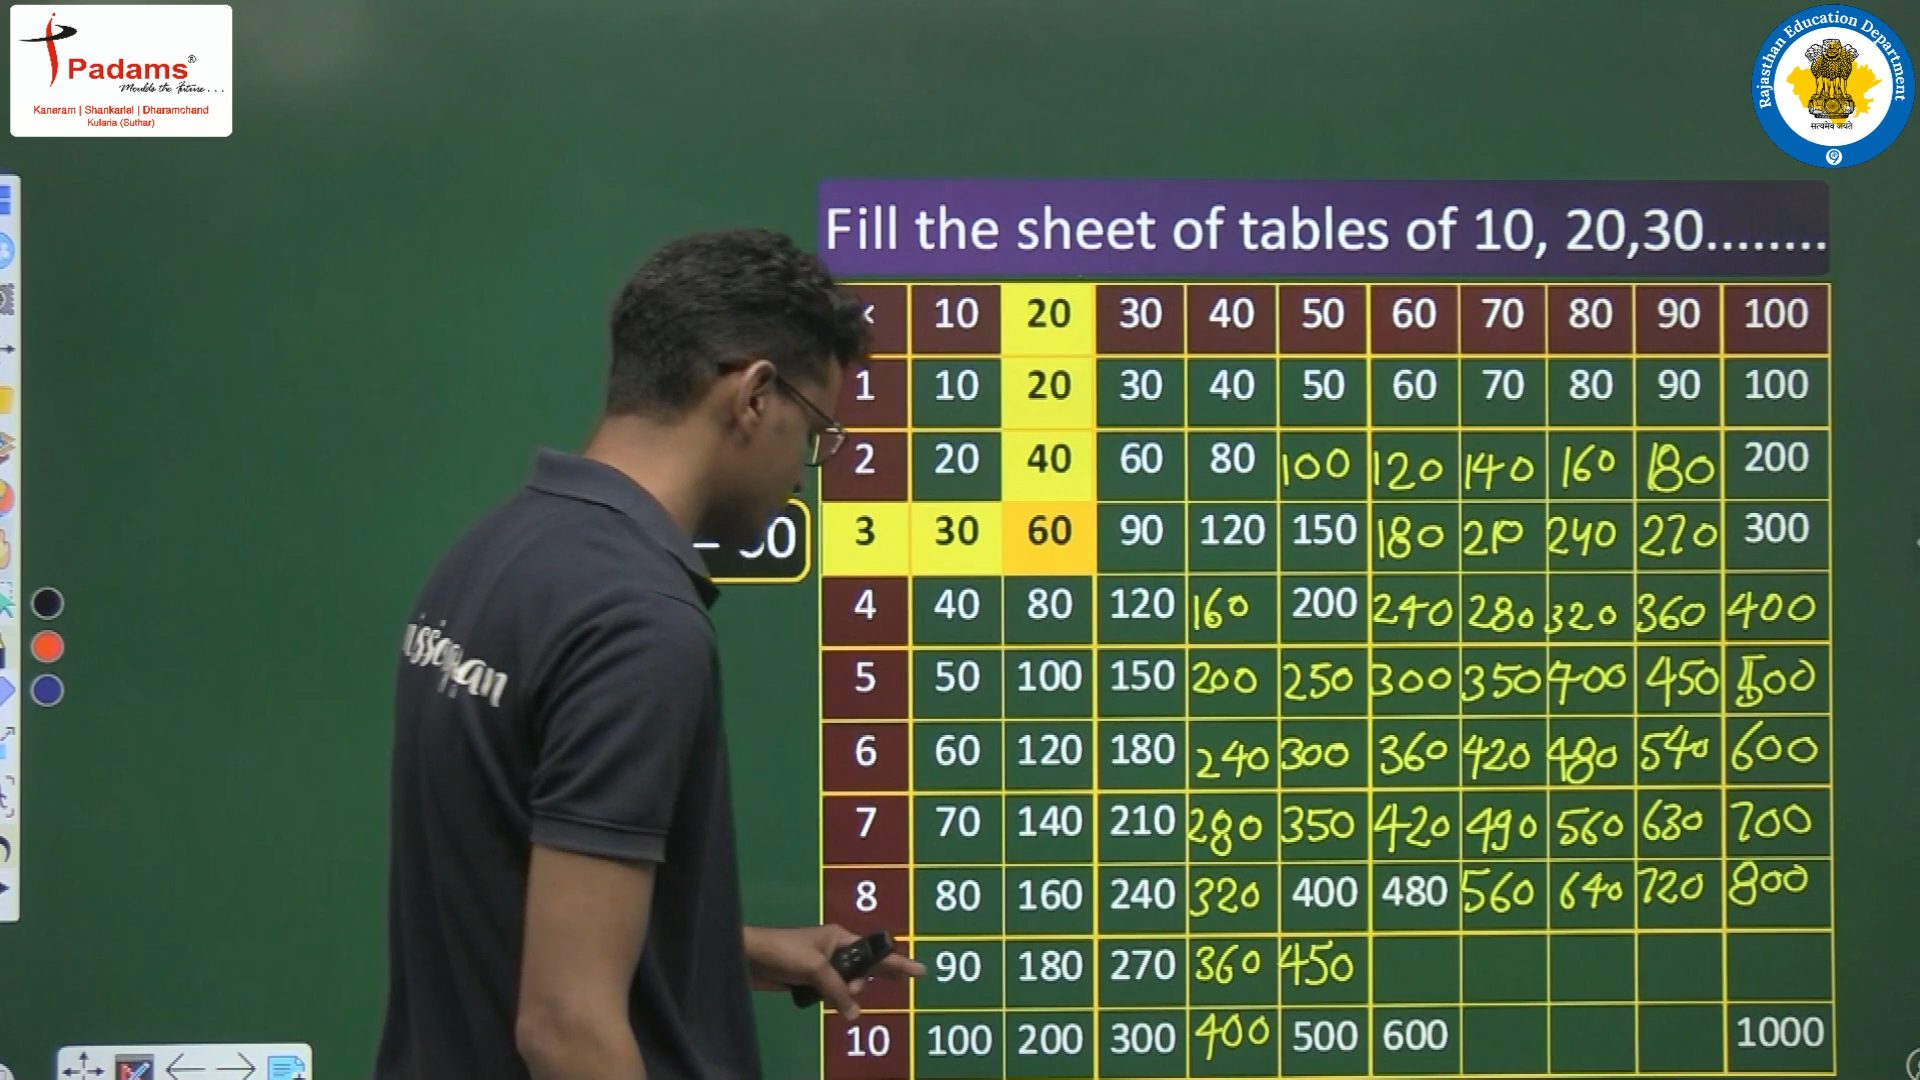 Padams®
Moulds the Future...
Kanaram | Shankarlal | Dharamchand
Kularia (Suthar)
Rajasthan Education Department
सत्यमेव जयते
Fill the sheet of tables of 10, 20,30........
× 10 20 30 40 50 60 70 80 90 100
1 10 20 30 40 50 60 70 80 90 100
2 20 40 60 80 100 120 140 160 180 200
3 30 60 90 120 150 180 210 240 270 300
4 40 80 120 160 200 240 280 320 360 400
5 50 100 150 200 250 300 350 400 450 500
6 60 120 180 240 300 360 420 480 540 600
7 70 140 210 280 350 420 490 560 630 700
8 80 160 240 320 400 480 560 640 720 800
90 180 270 360 450
10 100 200 300 400 500 600 1000